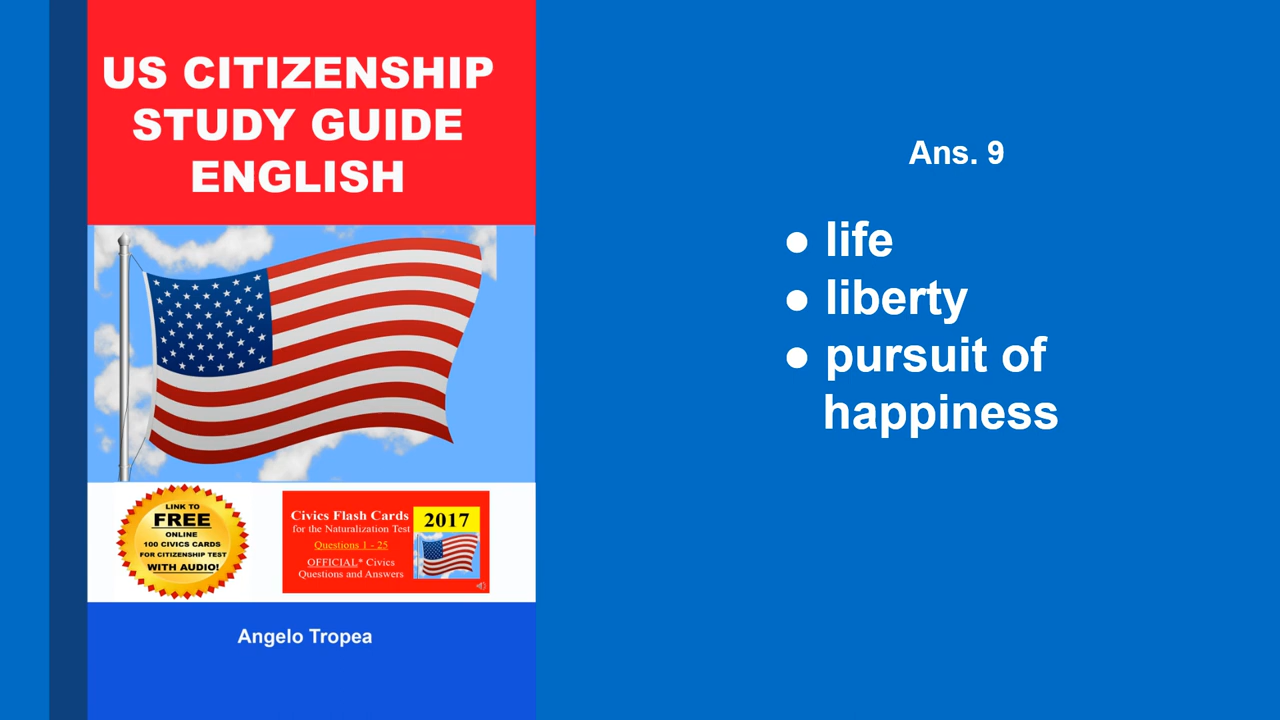 US CITIZENSHIP
STUDY GUIDE
ENGLISH
LINK TO
FREE
ONLINE
100 CIVICS CARDS
FOR CITIZENSHIP TEST
WITH AUDIO!
Civics Flash Cards
for the Naturalization Test
Questions 1 - 25
OFFICIAL* Civics
Questions and Answers
2017
Angelo Tropea
Ans. 9
● life
● liberty
● pursuit of
happiness